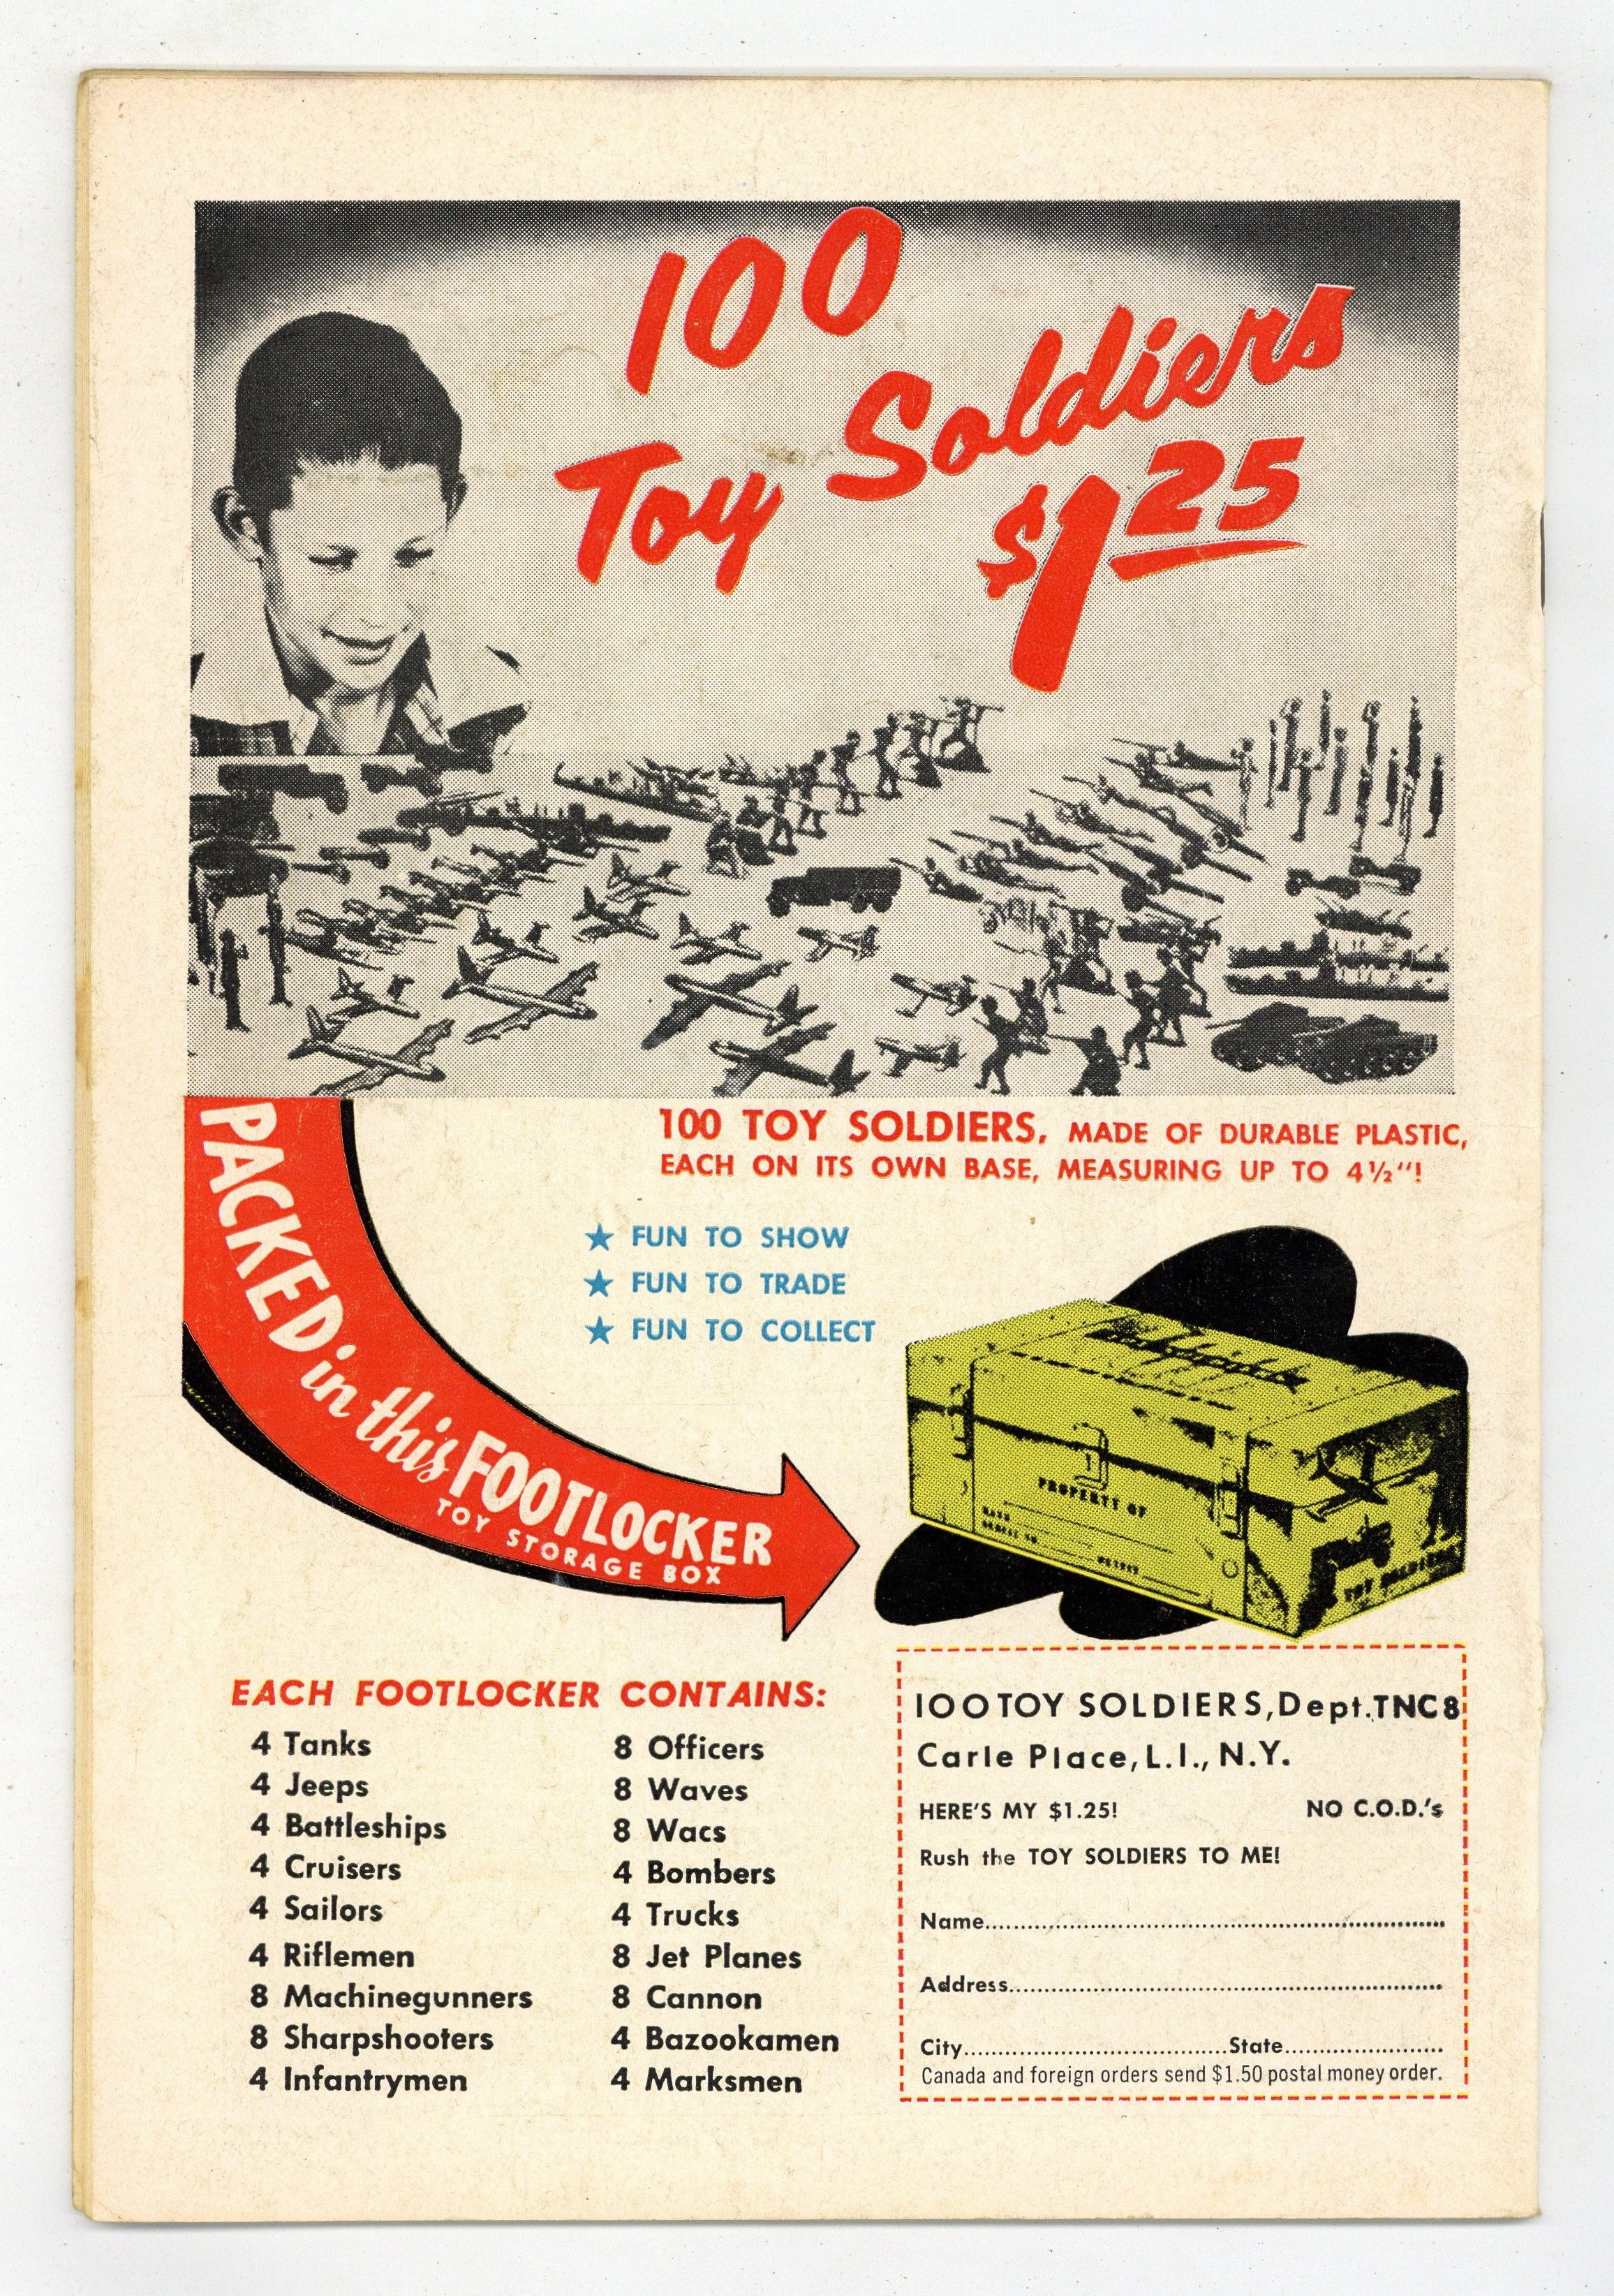 100
Toy Soldiers
$1 25
100 TOY SOLDIERS, MADE OF DURABLE PLASTIC,
EACH ON ITS OWN BASE, MEASURING UP TO 4½"!
★ FUN TO SHOW
★ FUN TO TRADE
★ FUN TO COLLECT
PACKED in this FOOTLOCKER
TOY STORAGE BOX
PROPERTY OF
TOY SOLDIERS
EACH FOOTLOCKER CONTAINS:
4 Tanks
4 Jeeps
4 Battleships
4 Cruisers
4 Sailors
4 Riflemen
8 Machinegunners
8 Sharpshooters
4 Infantrymen
8 Officers
8 Waves
8 Wacs
4 Bombers
4 Trucks
8 Jet Planes
8 Cannon
4 Bazookamen
4 Marksmen
100 TOY SOLDIERS, Dept. TNC 8
Carle Place, L.I., N.Y.
HERE'S MY $1.25! NO C.O.D.'s
Rush the TOY SOLDIERS TO ME!
Name
Address
City State
Canada and foreign orders send $1.50 postal money order.